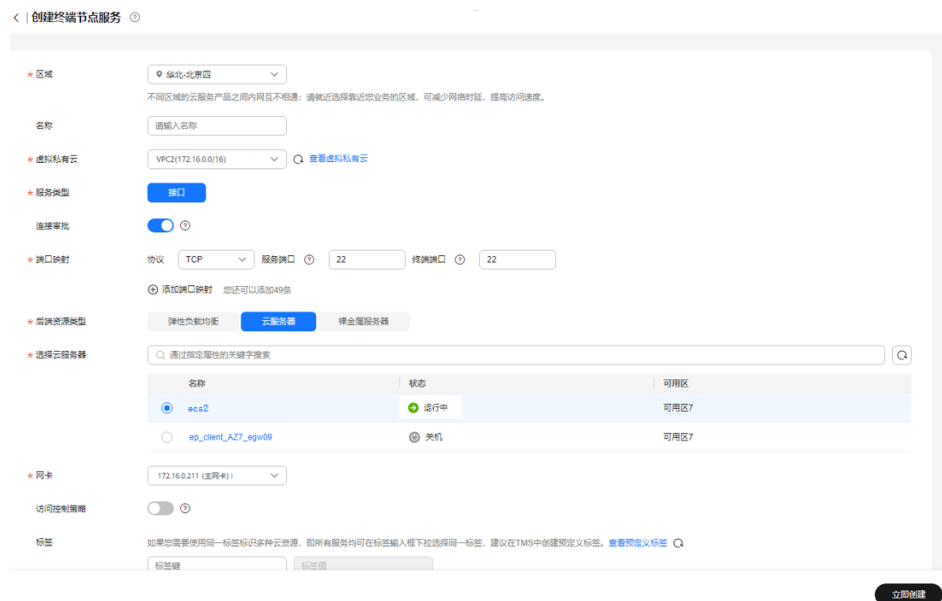 创建终端节点服务
* 区域 华北-北京四
不同区域的云服务产品之间内网互不相通；请就近选择靠近您业务的区域，可减少网络时延，提高访问速度。
名称 请输入名称
* 虚拟私有云 VPC2(172.16.0.0/16) 查看虚拟私有云
* 服务类型 接口
连接审批
* 端口映射 协议 TCP 服务端口 22 终端端口 22
添加端口映射 您还可以添加49条
* 后端资源类型 弹性负载均衡 云服务器 裸金属服务器
* 选择云服务器 通过指定属性的关键字搜索
名称 状态 可用区
ecs2 运行中 可用区7
ep_client_AZ7_egw09 关机 可用区7
* 网卡 172.16.0.211 (主网卡) |
访问控制策略
标签 如果您需要使用同一标签标识多种云资源，即所有服务均可在标签输入框下拉选择同一标签，建议在TMS中创建预定义标签。查看预定义标签
标签键 标签值
立即创建